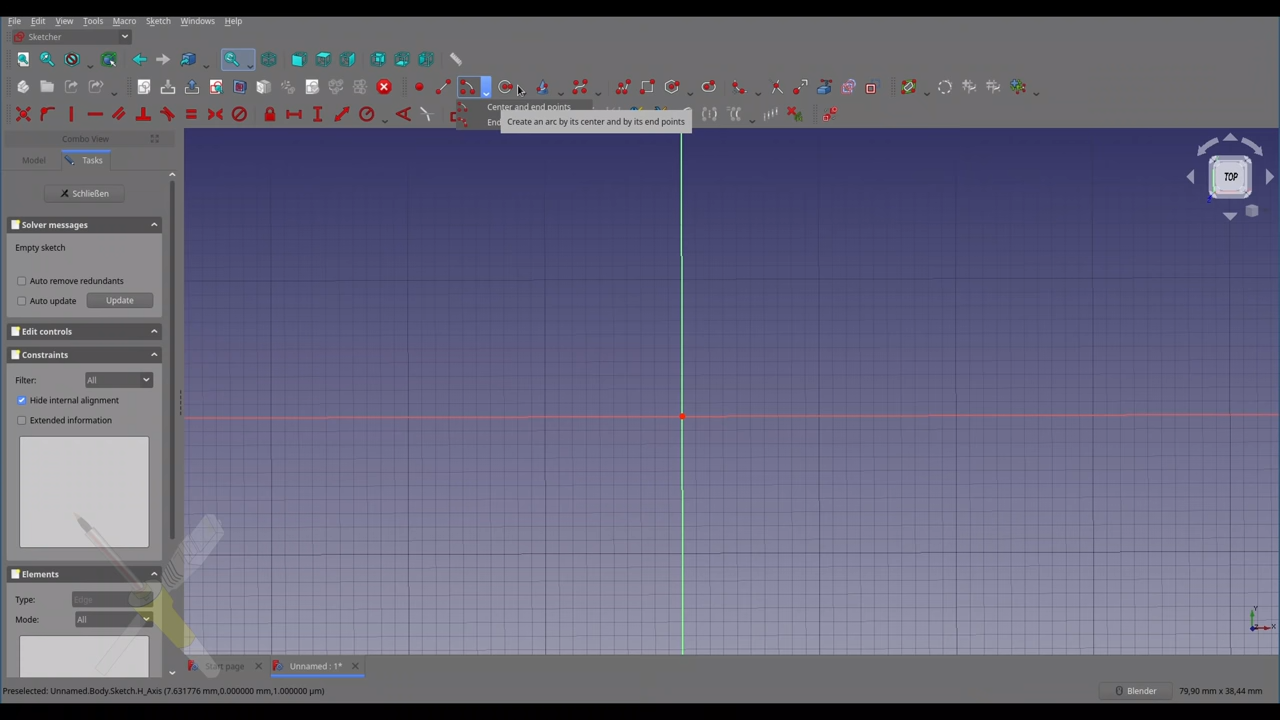 File Edit View Tools Macro Sketch Windows Help
Sketcher
Center and end points
End
Create an arc by its center and by its end points
Combo View
Model Tasks
TOP
Schließen
Solver messages
Empty sketch
Auto remove redundants
Auto update Update
Edit controls
Constraints
Filter: All
Hide internal alignment
Extended information
Elements
Type: Edge
Mode: All
Y
X
Start page Unnamed : 1*
Preselected: Unnamed.Body.Sketch.H_Axis (7.631776 mm,0.000000 mm,1.000000 μm) Blender 79,90 mm x 38,44 mm